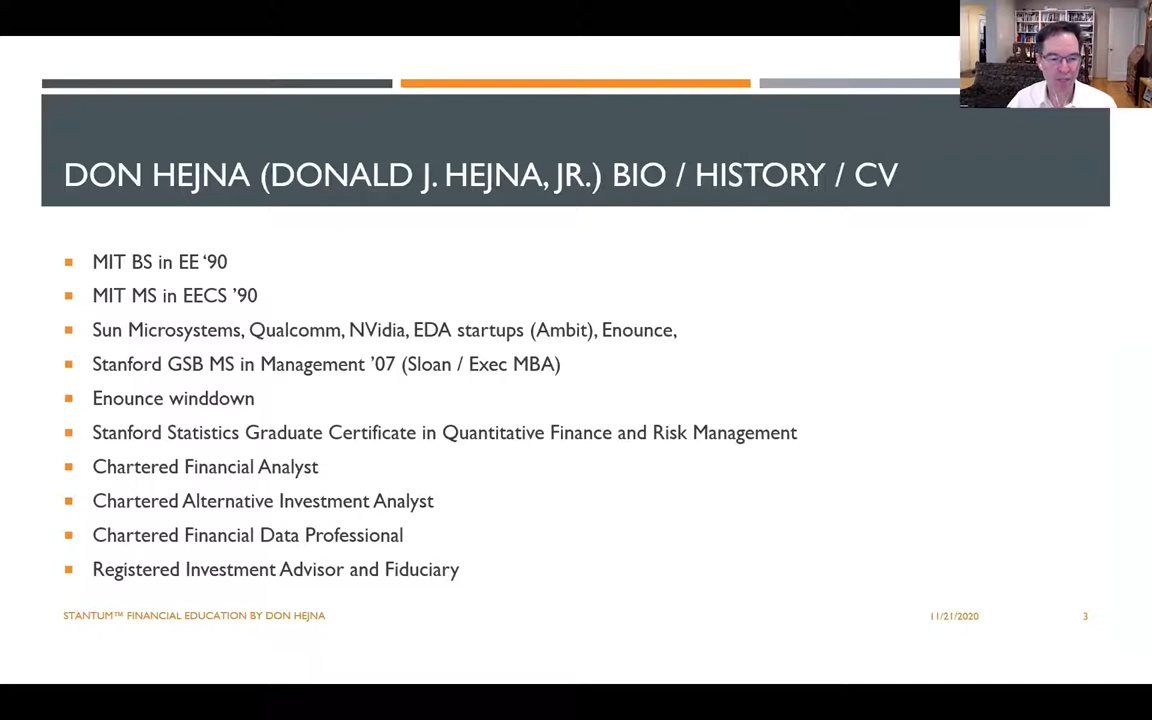 DON HEJNA (DONALD J. HEJNA, JR.) BIO / HISTORY / CV
MIT BS in EE ‘90
MIT MS in EECS ’90
Sun Microsystems, Qualcomm, NVidia, EDA startups (Ambit), Enounce,
Stanford GSB MS in Management ’07 (Sloan / Exec MBA)
Enounce winddown
Stanford Statistics Graduate Certificate in Quantitative Finance and Risk Management
Chartered Financial Analyst
Chartered Alternative Investment Analyst
Chartered Financial Data Professional
Registered Investment Advisor and Fiduciary
STANTUM™ FINANCIAL EDUCATION BY DON HEJNA
11/21/2020
3